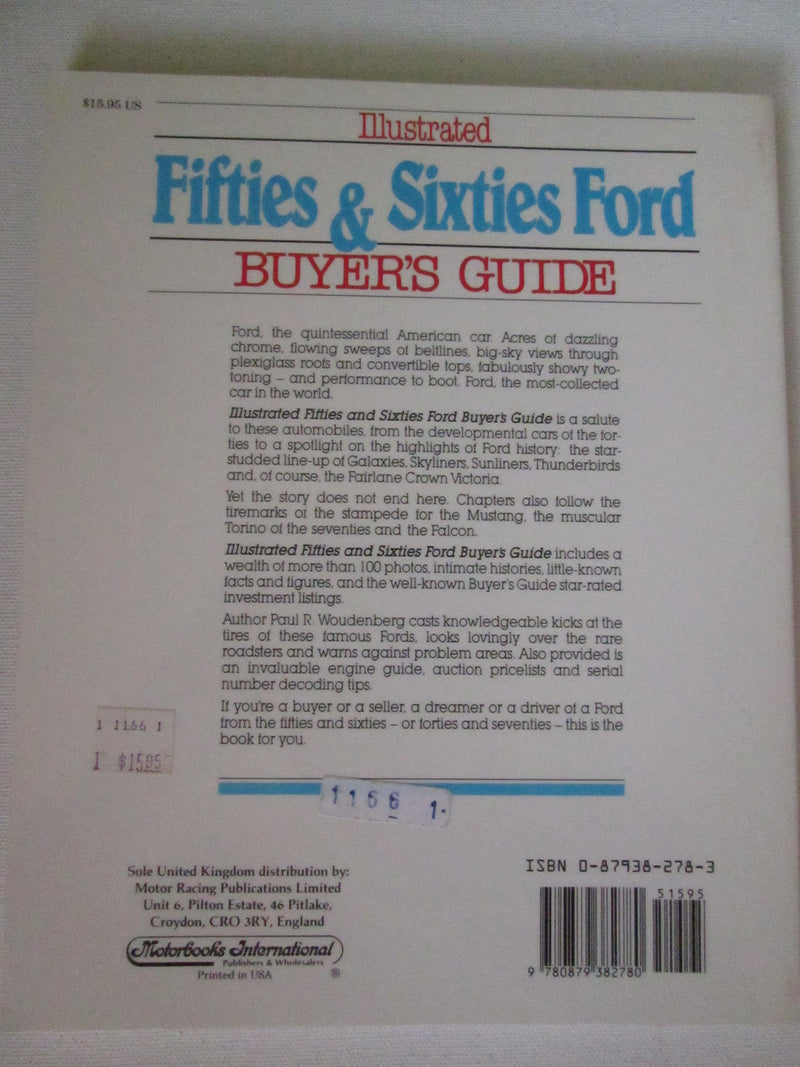 $15.95 US
Illustrated
Fifties & Sixties Ford
BUYER'S GUIDE
Ford, the quintessential American car. Acres of dazzling
chrome, flowing sweeps of beltlines, big-sky views through
plexiglass roofs and convertible tops, fabulously showy two-
toning – and performance to boot. Ford, the most-collected
car in the world.
Illustrated Fifties and Sixties Ford Buyer's Guide is a salute
to these automobiles, from the developmental cars of the for-
ties to a spotlight on the highlights of Ford history: the star-
studded line-up of Galaxies, Skyliners, Sunliners, Thunderbirds
and, of course, the Fairlane Crown Victoria.
Yet the story does not end here. Chapters also follow the
tiremarks of the stampede for the Mustang, the muscular
Torino of the seventies and the Falcon.
Illustrated Fifties and Sixties Ford Buyer's Guide includes a
wealth of more than 100 photos, intimate histories, little-known
facts and figures, and the well-known Buyer's Guide star-rated
investment listings.
Author Paul R. Woudenberg casts knowledgeable kicks at the
tires of these famous Fords, looks lovingly over the rare
roadsters and warns against problem areas. Also provided is
an invaluable engine guide, auction pricelists and serial
number decoding tips.
If you're a buyer or a seller, a dreamer or a driver of a Ford
from the fifties and sixties – or forties and seventies – this is the
book for you.
1 1166 1
1 $15.95
1166 1-
Sole United Kingdom distribution by:
Motor Racing Publications Limited
Unit 6, Pilton Estate, 46 Pitlake,
Croydon, CRO 3RY, England
Motorbooks International
Publishers & Wholesalers
Printed in USA ®
ISBN 0-87938-278-3
51595
9 780879 382780